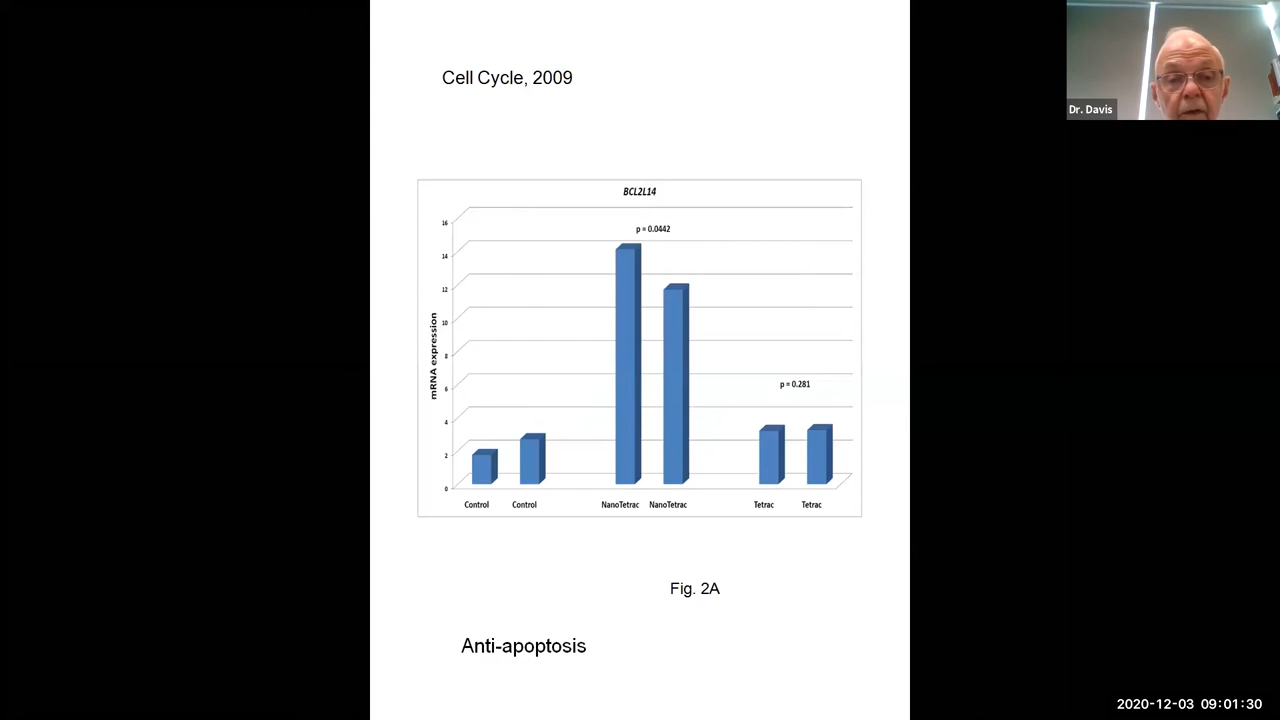 Cell Cycle, 2009
Dr. Davis
BCL2L14
p = 0.0442
p = 0.281
mRNA expression
16
14
12
10
8
6
4
2
0
Control Control NanoTetrac NanoTetrac Tetrac Tetrac
Fig. 2A
Anti-apoptosis
2020-12-03 09:01:30